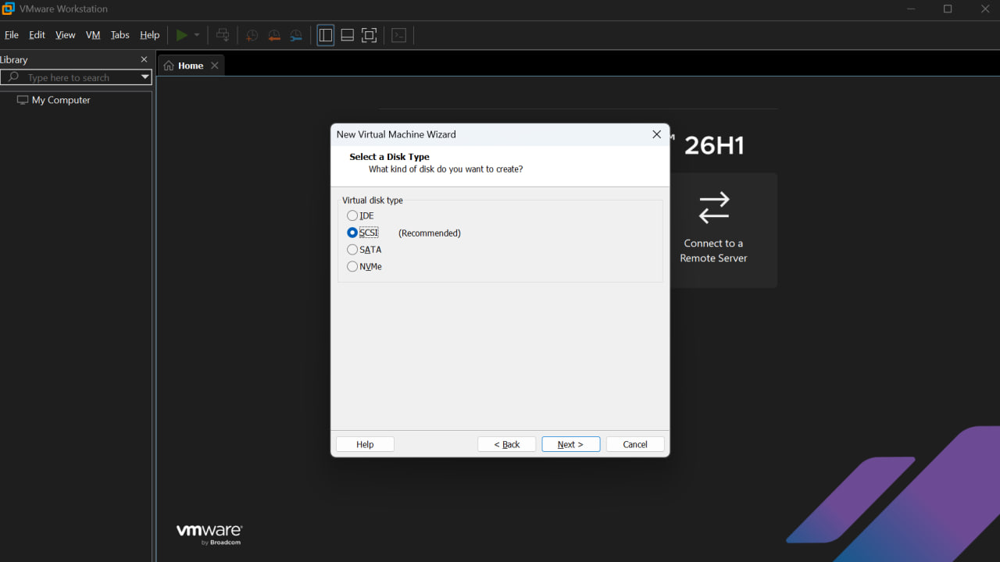 VMware Workstation
File Edit View VM Tabs Help
Library
Type here to search
Home
My Computer
26H1
New Virtual Machine Wizard
Select a Disk Type
What kind of disk do you want to create?
Virtual disk type
IDE
SCSI (Recommended)
SATA
NVMe
Connect to a
Remote Server
Help < Back Next > Cancel
vmware®
by Broadcom